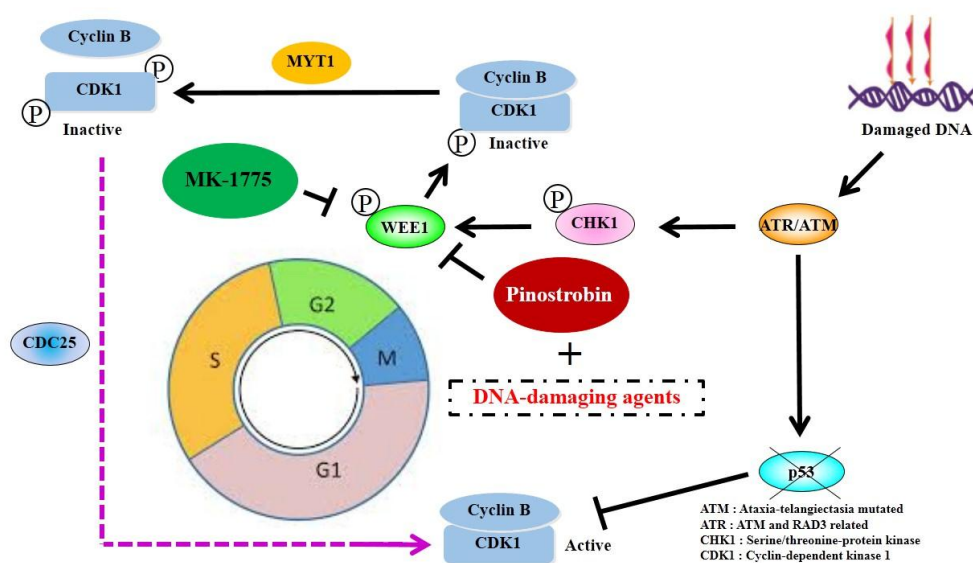 Cyclin B
P
CDK1
P
Inactive
MYT1
Cyclin B
CDK1
P
Inactive
Damaged DNA
MK-1775
P
WEE1
P
CHK1
ATR/ATM
Pinostrobin
+
DNA-damaging agents
CDC25
S
G2
M
G1
p53
Cyclin B
CDK1
Active
ATM : Ataxia-telangiectasia mutated
ATR : ATM and RAD3 related
CHK1 : Serine/threonine-protein kinase
CDK1 : Cyclin-dependent kinase 1